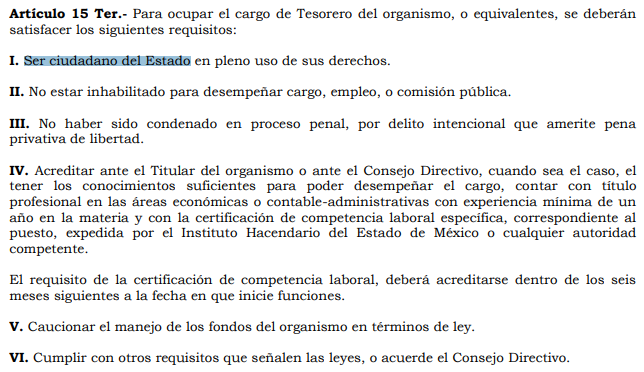 Artículo 15 Ter.- Para ocupar el cargo de Tesorero del organismo, o equivalentes, se deberán
satisfacer los siguientes requisitos:
I. Ser ciudadano del Estado en pleno uso de sus derechos.
II. No estar inhabilitado para desempeñar cargo, empleo, o comisión pública.
III. No haber sido condenado en proceso penal, por delito intencional que amerite pena
privativa de libertad.
IV. Acreditar ante el Titular del organismo o ante el Consejo Directivo, cuando sea el caso, el
tener los conocimientos suficientes para poder desempeñar el cargo, contar con título
profesional en las áreas económicas o contable-administrativas con experiencia mínima de un
año en la materia y con la certificación de competencia laboral específica, correspondiente al
puesto, expedida por el Instituto Hacendario del Estado de México o cualquier autoridad
competente.
El requisito de la certificación de competencia laboral, deberá acreditarse dentro de los seis
meses siguientes a la fecha en que inicie funciones.
V. Caucionar el manejo de los fondos del organismo en términos de ley.
VI. Cumplir con otros requisitos que señalen las leyes, o acuerde el Consejo Directivo.